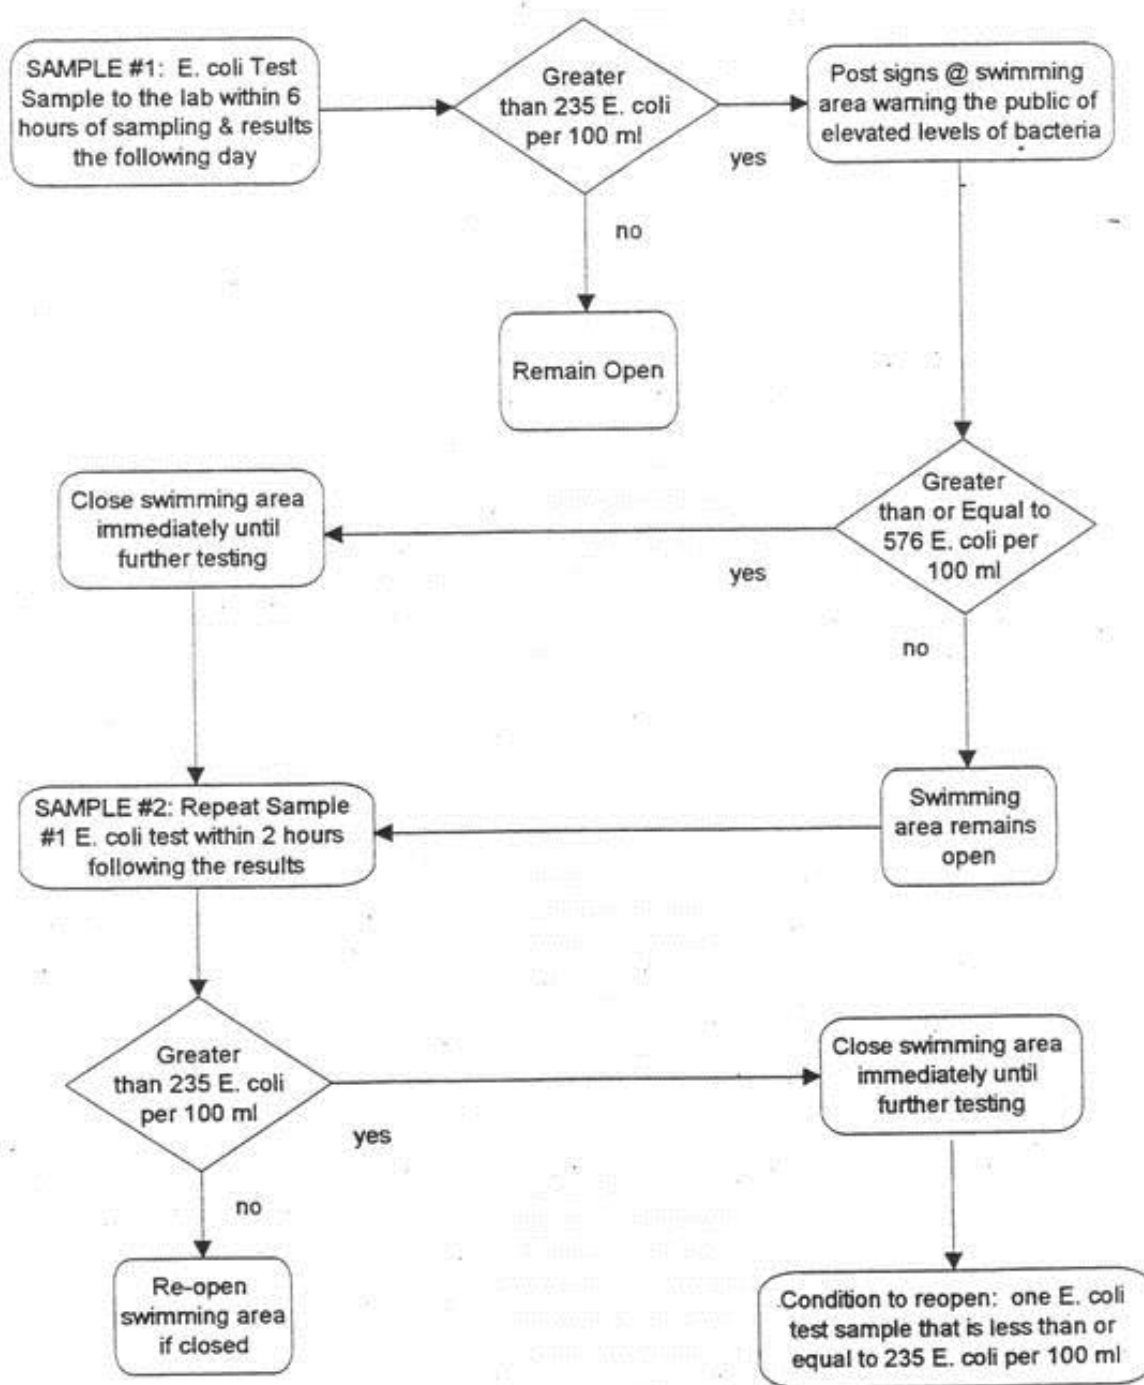 SAMPLE #1: E. coli Test
Sample to the lab within 6
hours of sampling & results
the following day
Greater
than 235 E. coli
per 100 ml
yes
Post signs @ swimming
area warning the public of
elevated levels of bacteria
no
Remain Open
Greater
than or Equal to
576 E. coli per
100 ml
yes
Close swimming area
immediately until
further testing
no
Swimming
area remains
open
SAMPLE #2: Repeat Sample
#1 E. coli test within 2 hours
following the results
Greater
than 235 E. coli
per 100 ml
yes
Close swimming area
immediately until
further testing
no
Re-open
swimming area
if closed
Condition to reopen: one E. coli
test sample that is less than or
equal to 235 E. coli per 100 ml